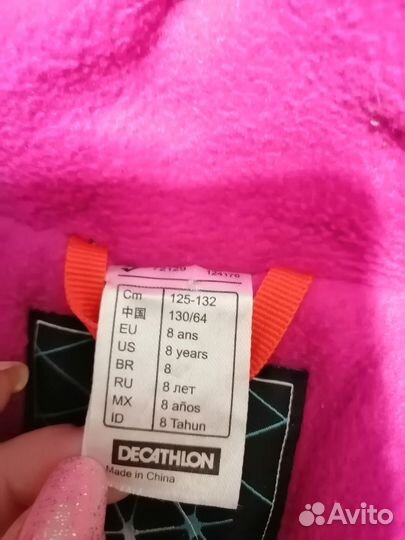 124176
Cm 125-132
中国 130/64
EU 8 ans
US 8 years
BR 8
RU 8 лет
MX 8 años
ID 8 Tahun
DECATHLON
Made in China
Avito